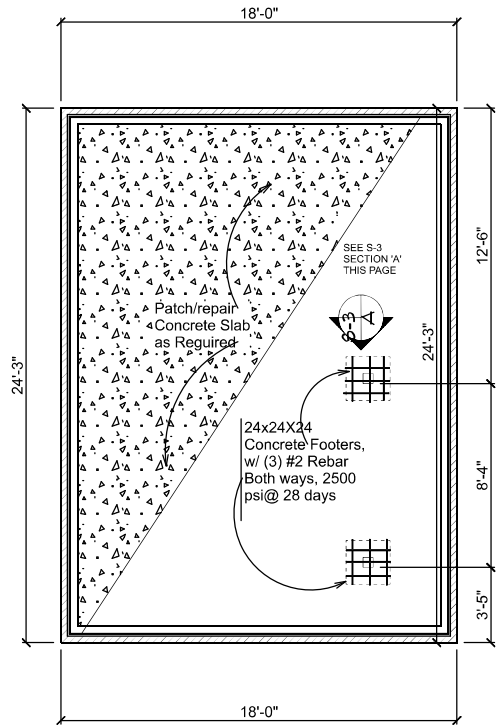 18'-0"
SEE S-3
SECTION 'A'
THIS PAGE
12'-6"
Patch/repair
Concrete Slab
as Reguired
S-3
A
24'-3"
24'-3"
24x24X24
Concrete Footers,
w/ (3) #2 Rebar
Both ways, 2500
psi@ 28 days
8'-4"
3'-5"
18'-0"